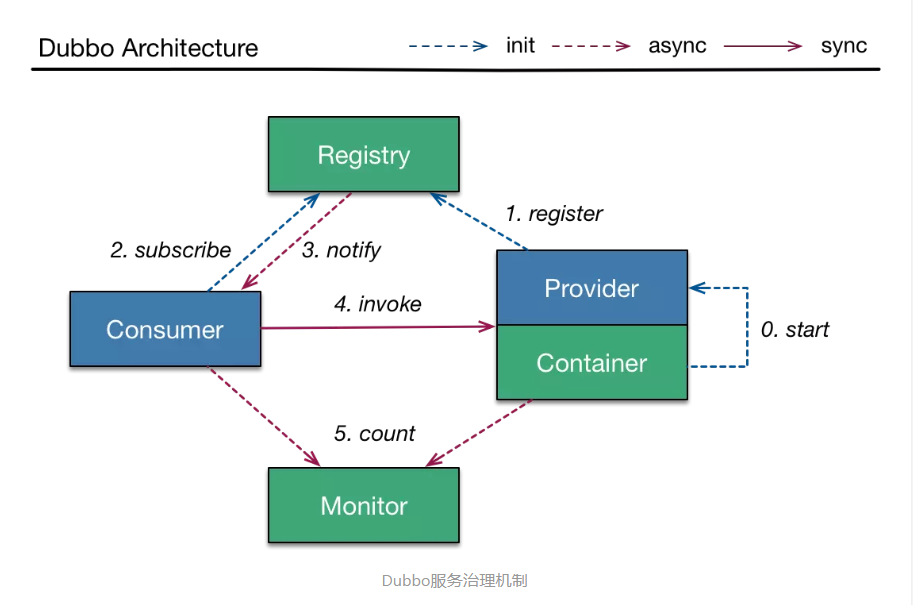 Dubbo Architecture
init
async
sync
Registry
1. register
2. subscribe
3. notify
Provider
4. invoke
Consumer
0. start
Container
5. count
Monitor
Dubbo服务治理机制